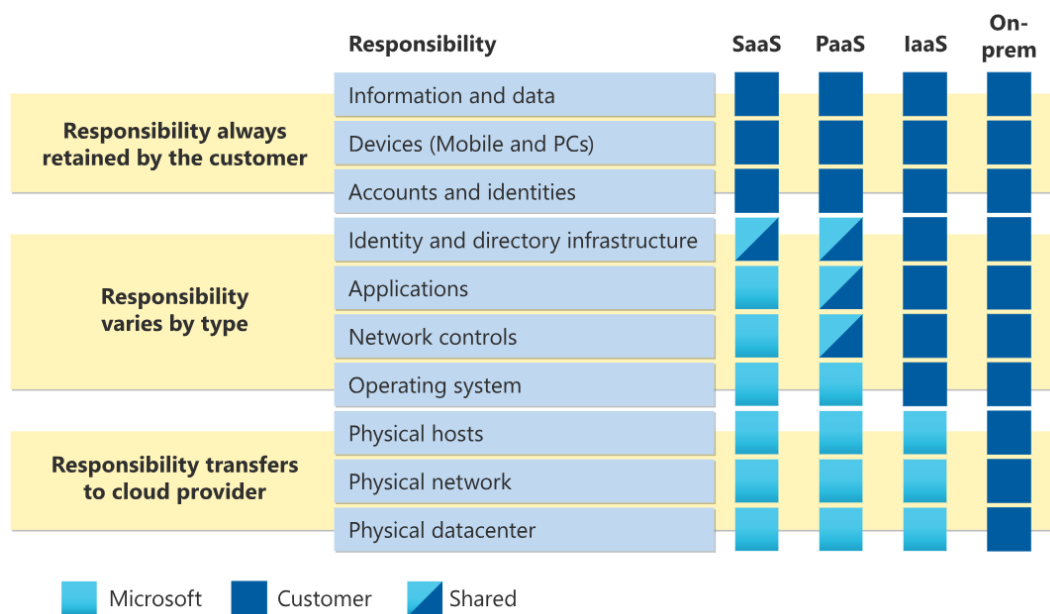 Responsibility SaaS PaaS IaaS On-
prem
Responsibility always
retained by the customer
Information and data
Devices (Mobile and PCs)
Accounts and identities
Responsibility
varies by type
Identity and directory infrastructure
Applications
Network controls
Operating system
Responsibility transfers
to cloud provider
Physical hosts
Physical network
Physical datacenter
Microsoft Customer Shared